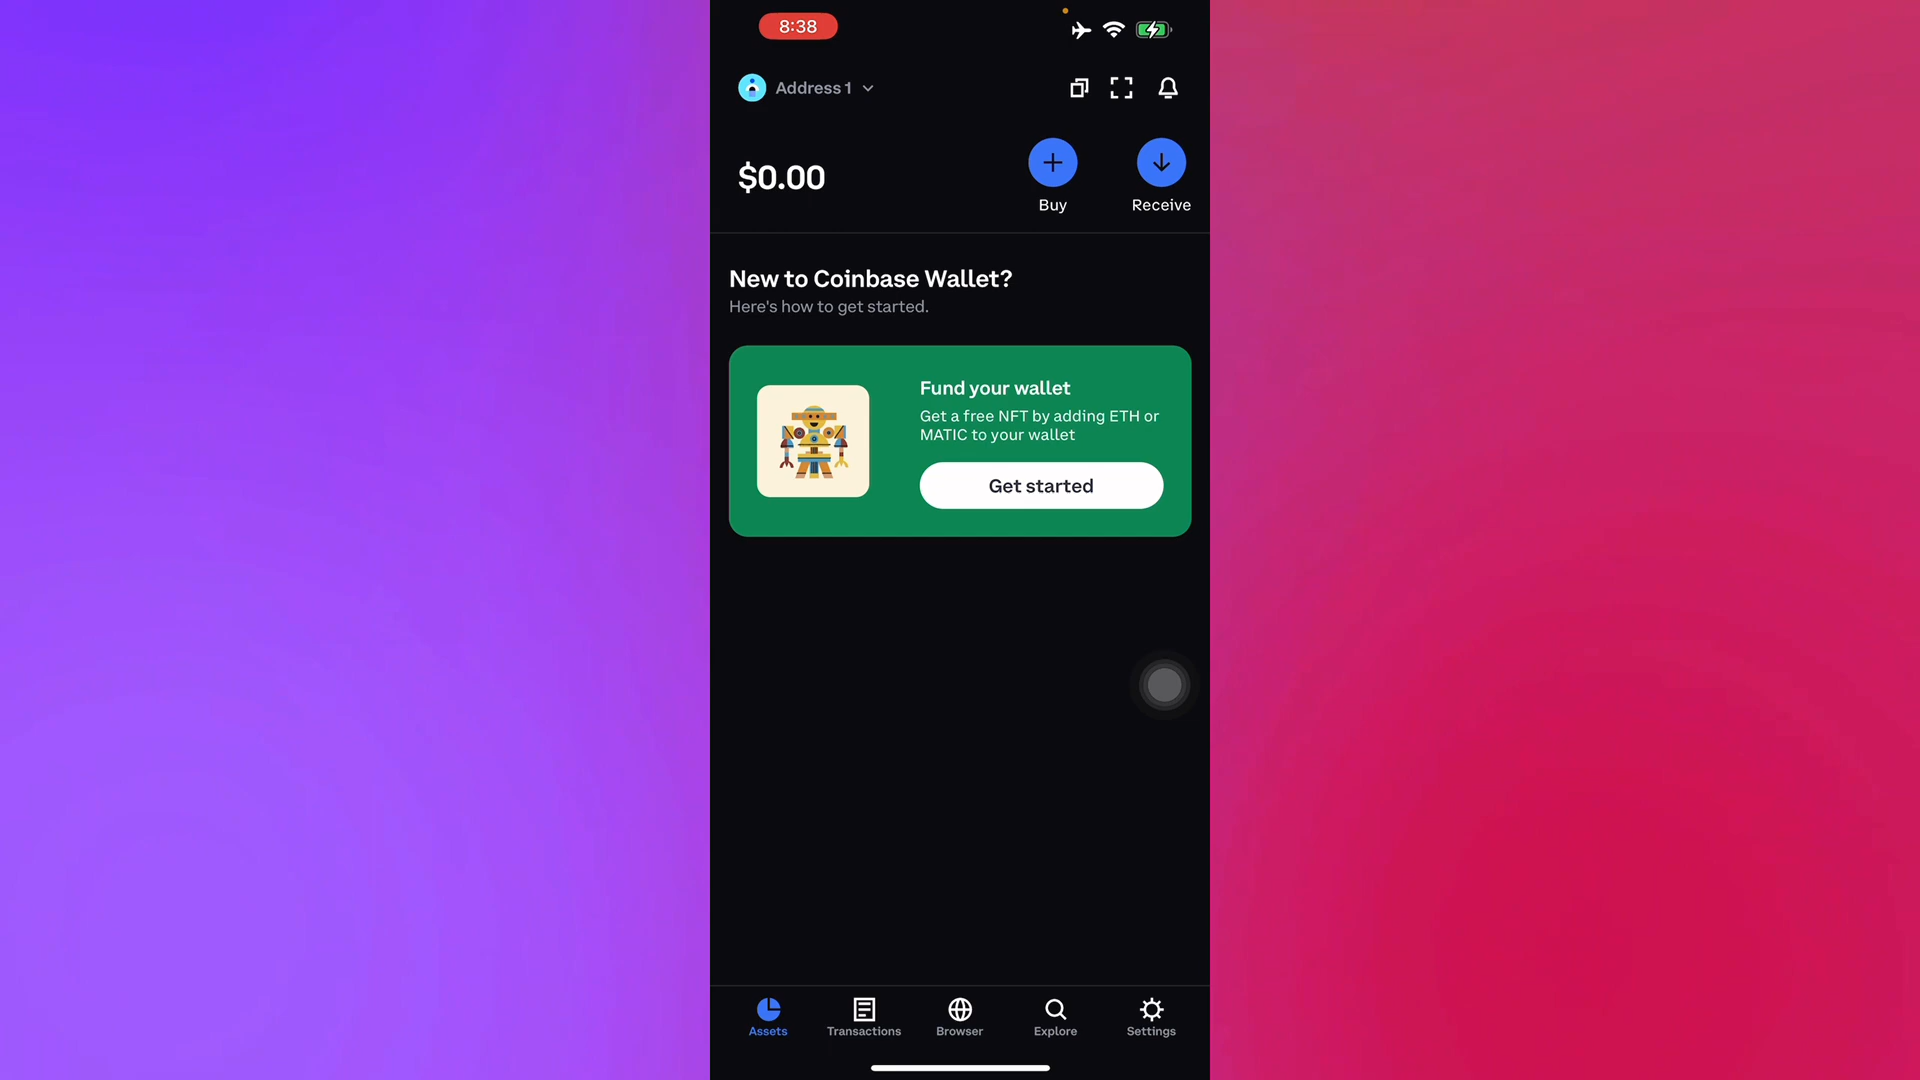 8:38
Address 1
$0.00
Buy
Receive
New to Coinbase Wallet?
Here's how to get started.
Fund your wallet
Get a free NFT by adding ETH or
MATIC to your wallet
Get started
Assets
Transactions
Browser
Explore
Settings